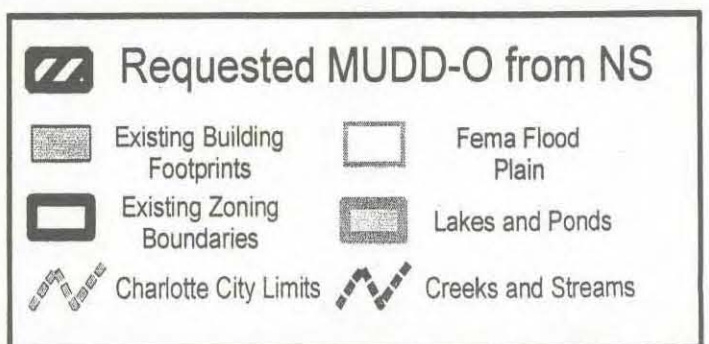 Requested MUDD-O from NS
Existing Building
Footprints
Fema Flood
Plain
Existing Zoning
Boundaries
Lakes and Ponds
Charlotte City Limits
Creeks and Streams